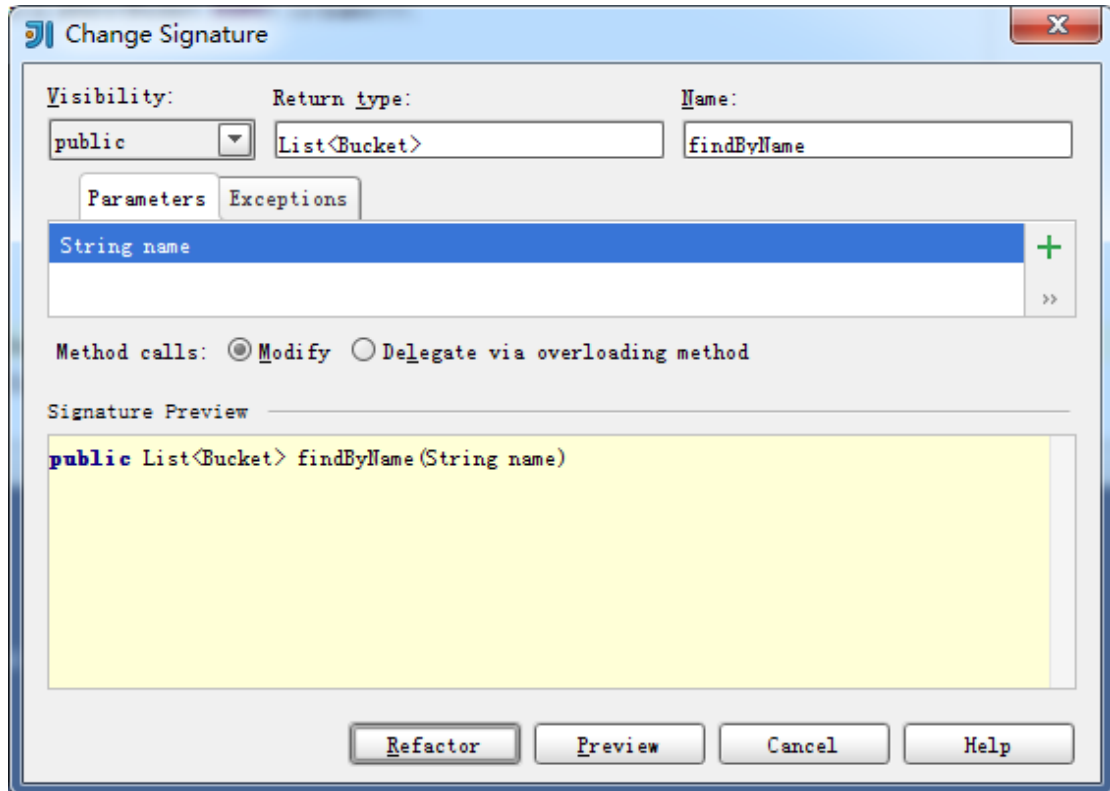 Change Signature
Visibility: Return type: Name:
public List<Bucket> findByName
Parameters Exceptions
String name
Method calls: Modify Delegate via overloading method
Signature Preview
public List<Bucket> findByName(String name)
Refactor Preview Cancel Help